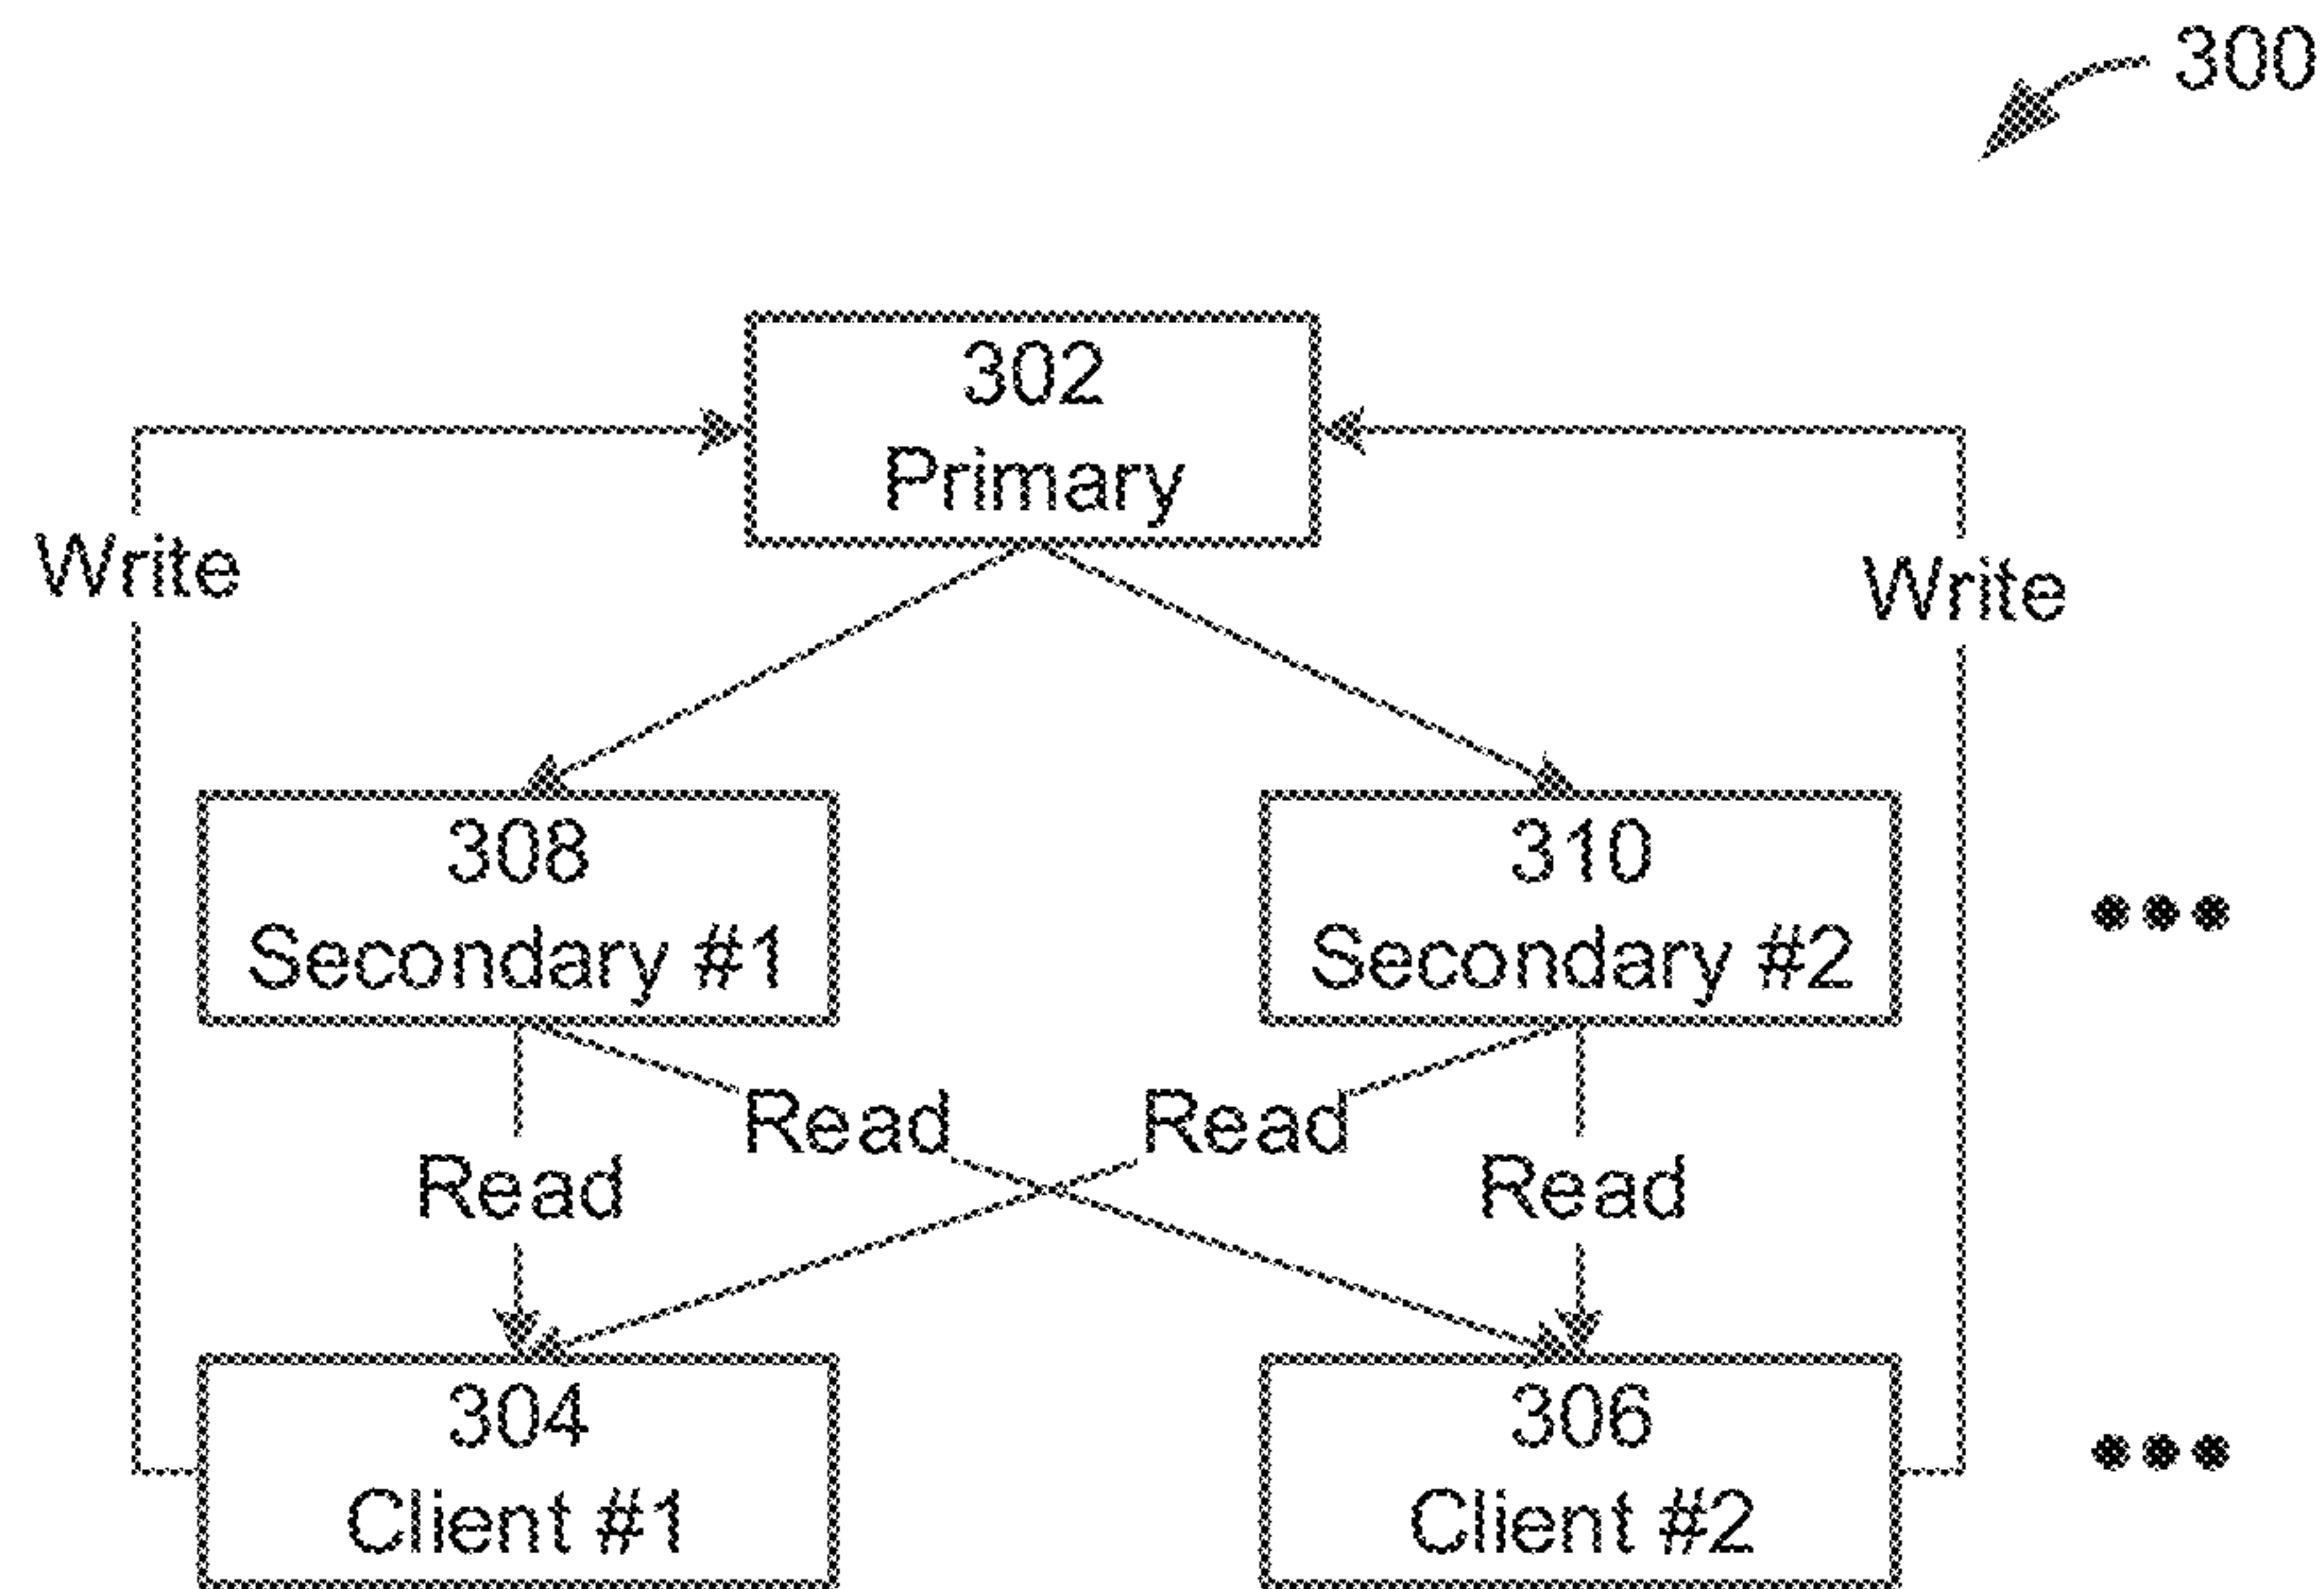 300
302
Primary
Write
Write
308
Secondary #1
310
Secondary #2
Read
Read
Read
Read
304
Client #1
306
Client #2